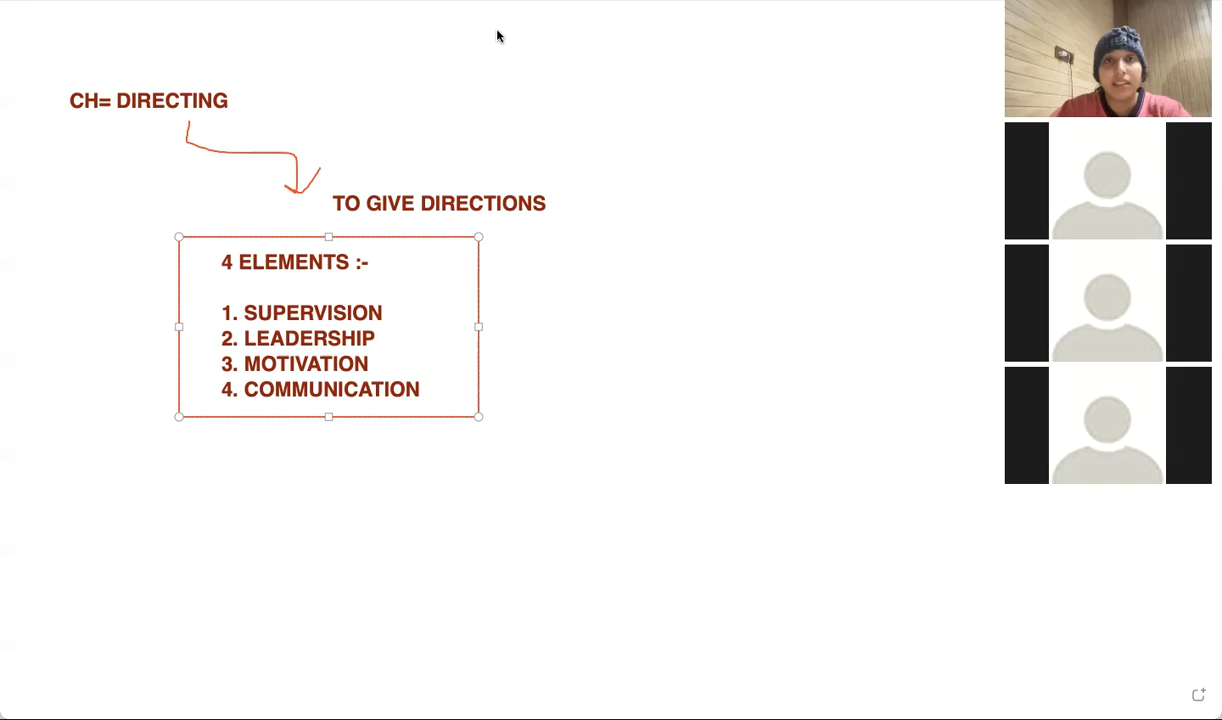 CH= DIRECTING
TO GIVE DIRECTIONS
4 ELEMENTS :-
1. SUPERVISION
2. LEADERSHIP
3. MOTIVATION
4. COMMUNICATION